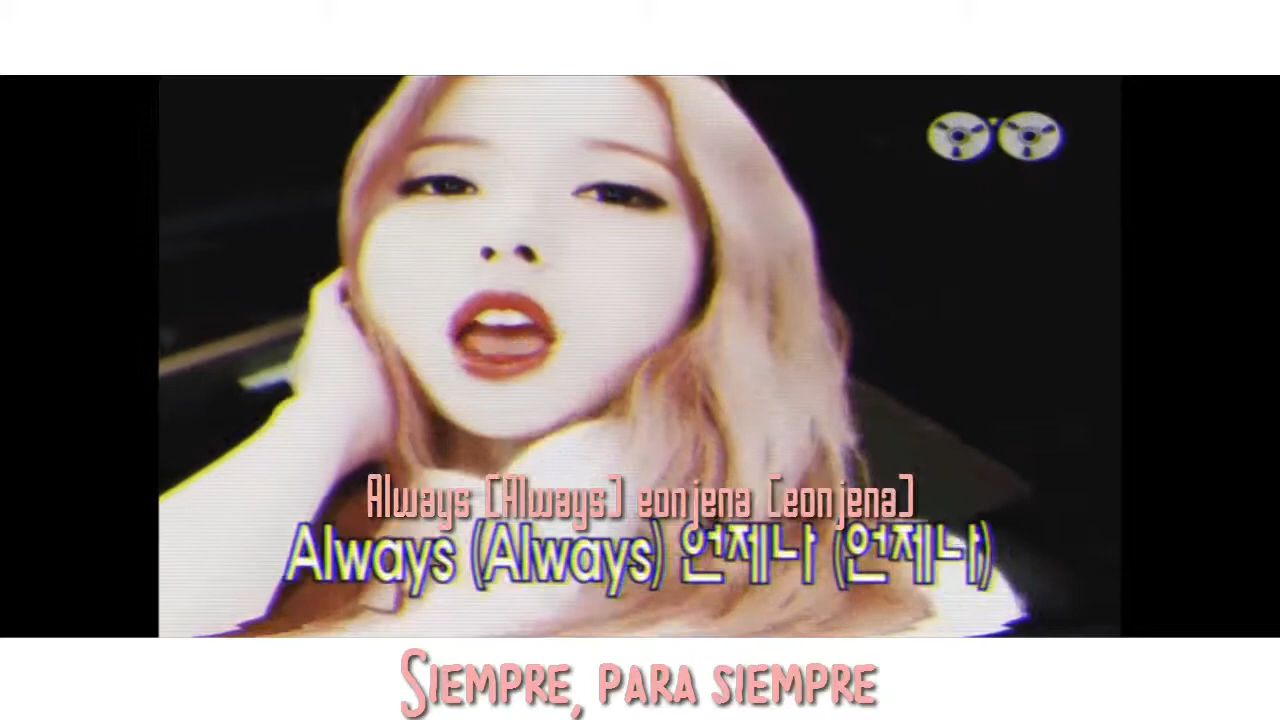 Always (Always) eonjena (eonjena)
Always (Always) 언제나 (언제나)
SIEMPRE, PARA SIEMPRE